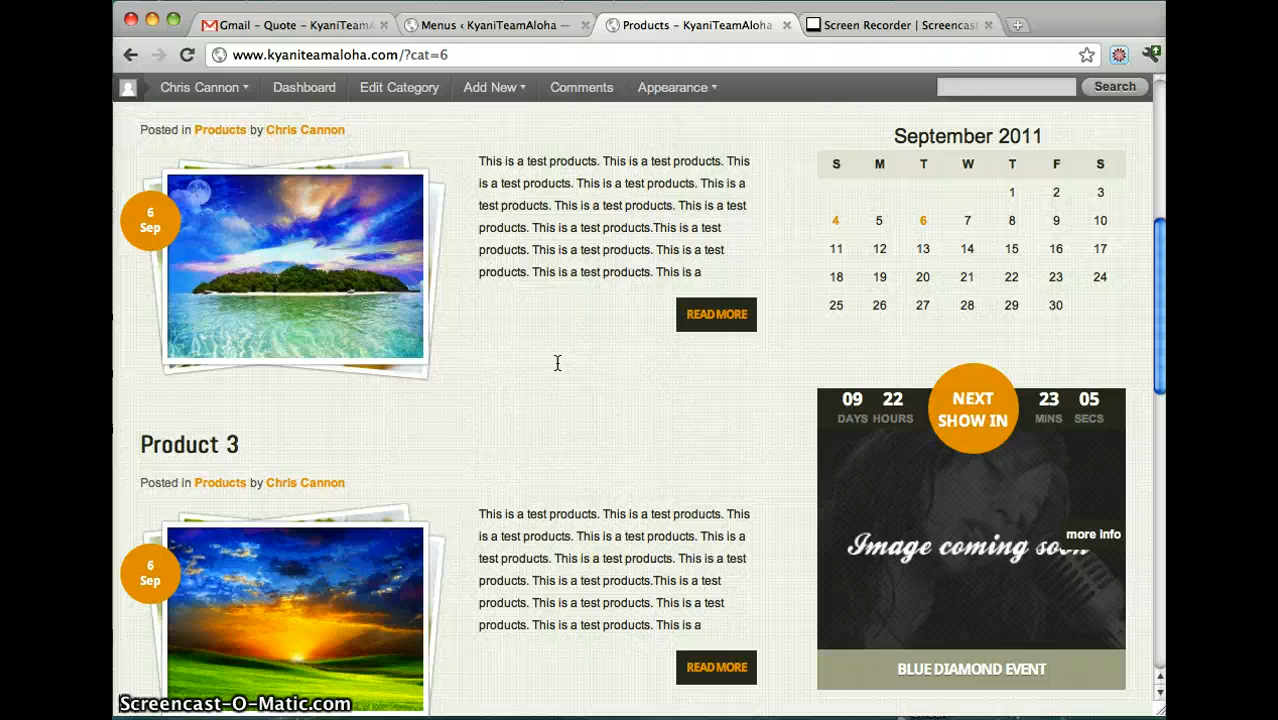 Gmail - Quote - KyaniTeam
Menus ‹ KyaniTeamAloha —
Products - KyaniTeamAloha
Screen Recorder | Screencast
www.kyaniteamaloha.com/?cat=6
Chris Cannon
Dashboard
Edit Category
Add New
Comments
Appearance
Search
Posted in Products by Chris Cannon
6
Sep
This is a test products. This is a test products. This
is a test products. This is a test products. This is a
test products. This is a test products. This is a test
products. This is a test products.This is a test
products. This is a test products. This is a test
products. This is a test products. This is a
READ MORE
Product 3
Posted in Products by Chris Cannon
6
Sep
This is a test products. This is a test products. This
is a test products. This is a test products. This is a
test products. This is a test products. This is a test
products. This is a test products.This is a test
products. This is a test products. This is a test
products. This is a test products. This is a
READ MORE
September 2011
S M T W T F S
1 2 3
4 5 6 7 8 9 10
11 12 13 14 15 16 17
18 19 20 21 22 23 24
25 26 27 28 29 30
09 22 NEXT 23 05
DAYS HOURS SHOW IN MINS SECS
more info
Image coming soon
BLUE DIAMOND EVENT
Screencast-O-Matic.com